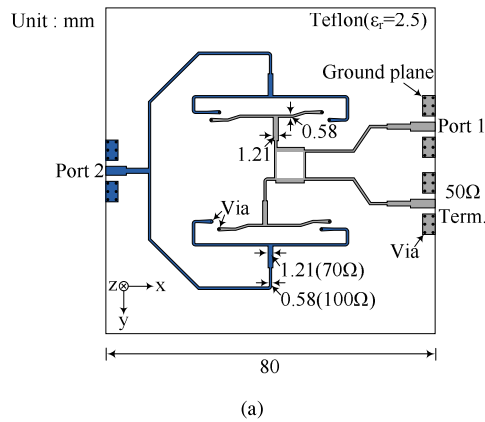 Unit : mm
Teflon(εr=2.5)
Ground plane
Port 1
0.58
1.21
Port 2
50Ω
Term.
Via
Via
1.21(70Ω)
0.58(100Ω)
z x
y
80
(a)